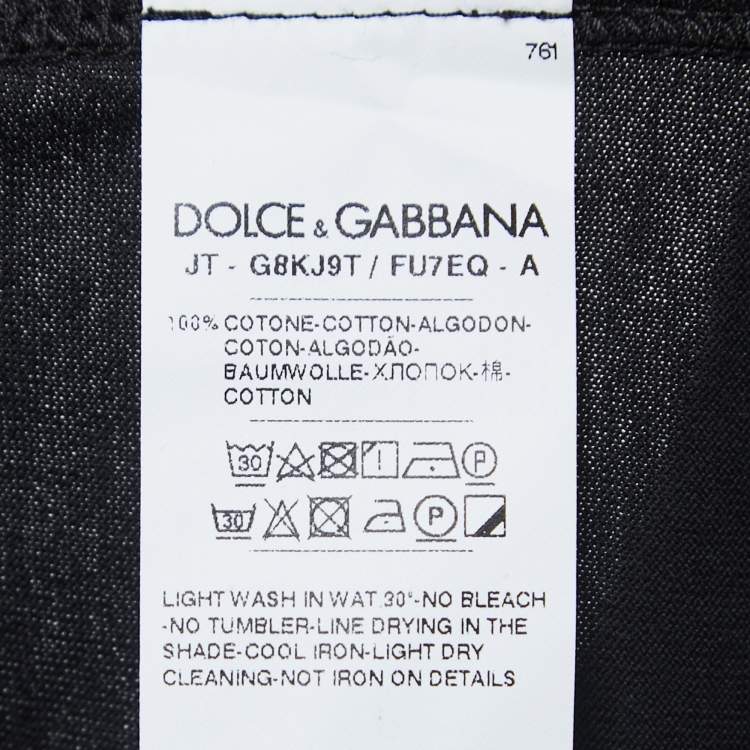 761
DOLCE & GABBANA
JT - G8KJ9T / FU7EQ - A
100% COTONE-COTTON-ALGODON-
COTON-ALGODÃO-
BAUMWOLLE-ХЛОПОК-棉-
COTTON
30 P
30 P
LIGHT WASH IN WAT.30°-NO BLEACH
-NO TUMBLER-LINE DRYING IN THE
SHADE-COOL IRON-LIGHT DRY
CLEANING-NOT IRON ON DETAILS